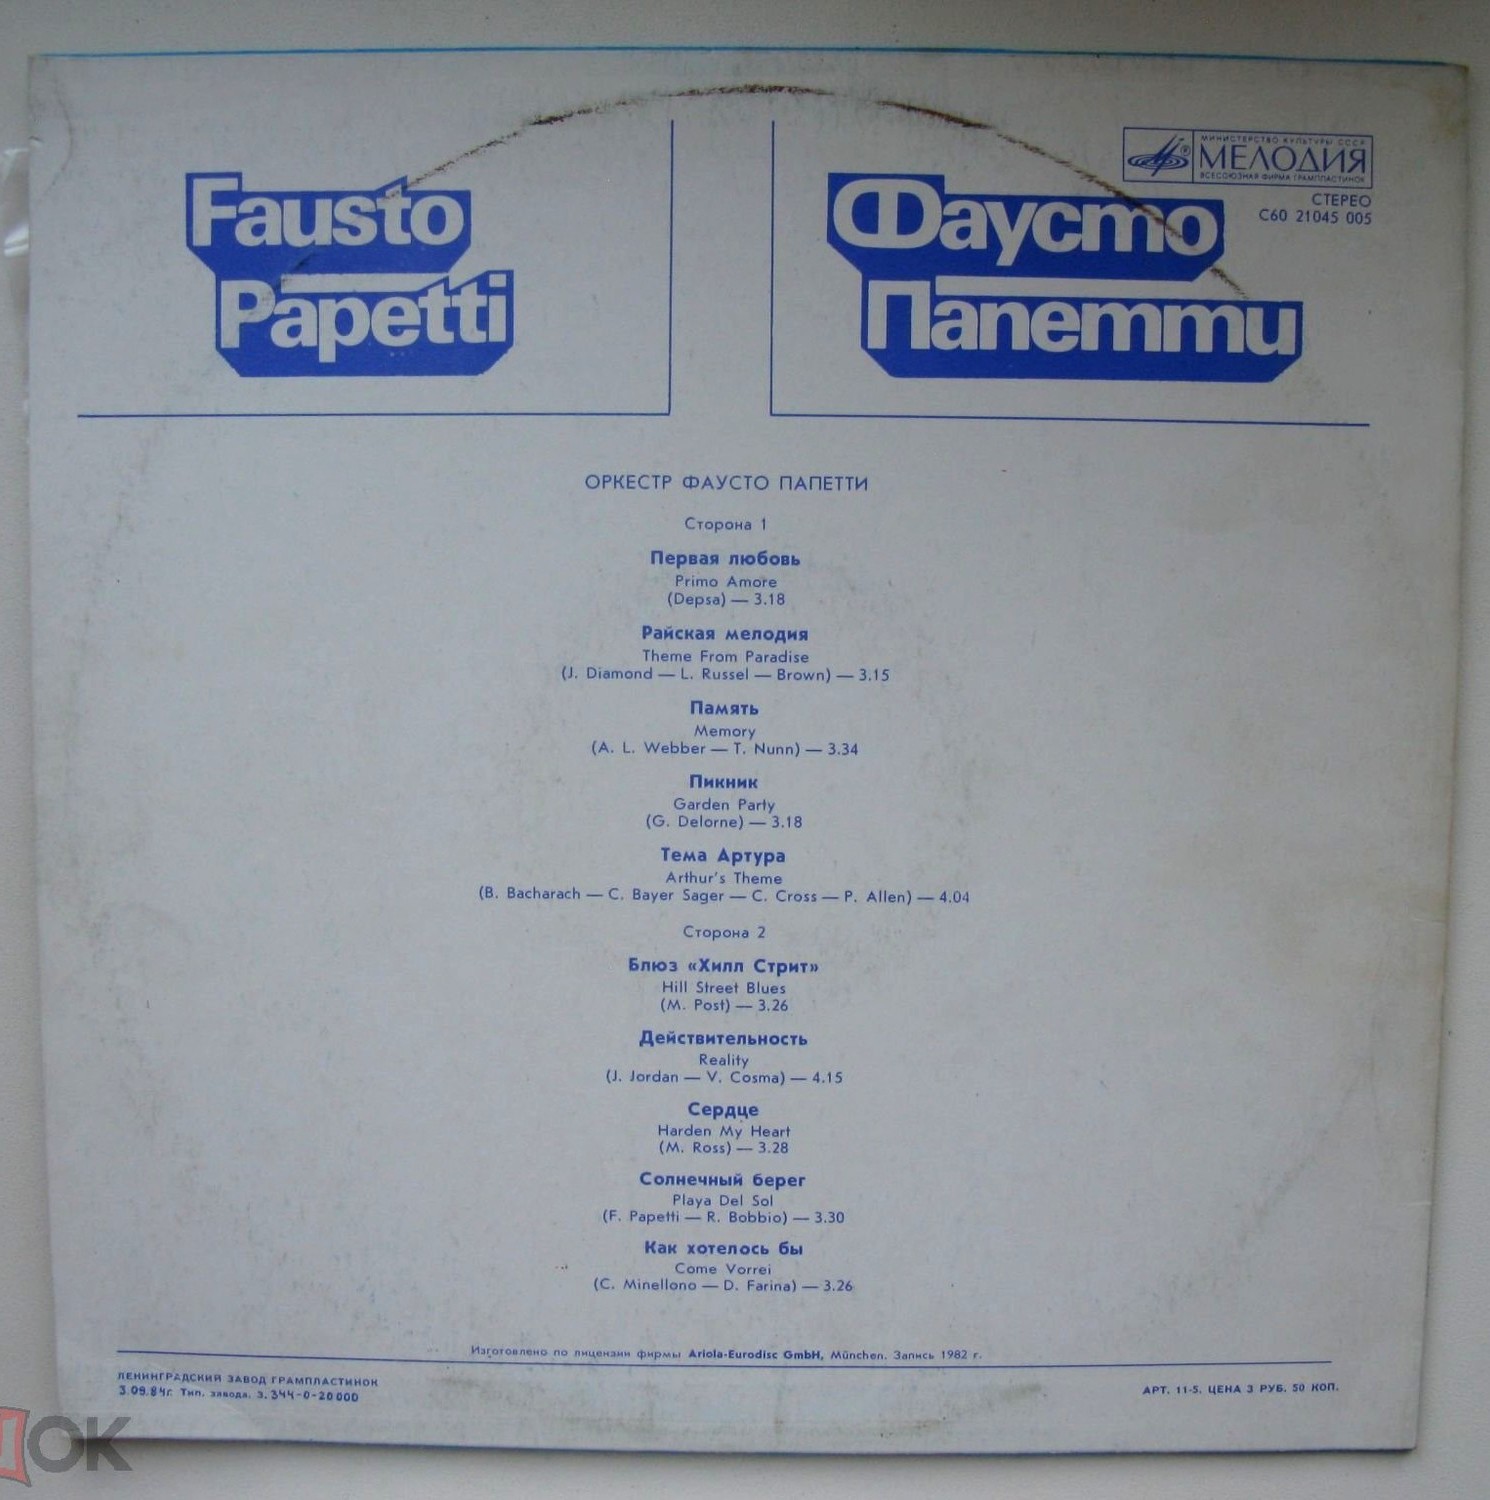 Fausto
Papetti
Фаусто
Папетти
МИНИСТЕРСТВО КУЛЬТУРЫ СССР
МЕЛОДИЯ
ВСЕСОЮЗНАЯ ФИРМА ГРАМПЛАСТИНОК
СТЕРЕО
С60 21045 005
ОРКЕСТР ФАУСТО ПАПЕТТИ
Сторона 1
Первая любовь
Primo Amore
(Depsa) — 3.18
Райская мелодия
Theme From Paradise
(J. Diamond — L. Russel — Brown) — 3.15
Память
Memory
(A. L. Webber — T. Nunn) — 3.34
Пикник
Garden Party
(G. Delorne) — 3.18
Тема Артура
Arthur's Theme
(B. Bacharach — C. Bayer Sager — C. Cross — P. Allen) — 4.04
Сторона 2
Блюз «Хилл Стрит»
Hill Street Blues
(M. Post) — 3.26
Действительность
Reality
(J. Jordan — V. Cosma) — 4.15
Сердце
Harden My Heart
(M. Ross) — 3.28
Солнечный берег
Playa Del Sol
(F. Papetti — R. Bobbio) — 3.30
Как хотелось бы
Come Vorrei
(C. Minellono — D. Farina) — 3.26
Изготовлено по лицензии фирмы Ariola-Eurodisc GmbH, München. Запись 1982 г.
ЛЕНИНГРАДСКИЙ ЗАВОД ГРАМПЛАСТИНОК
3.09.84г. Тип. завода. з. 344-0-20000
АРТ. 11-5. ЦЕНА 3 РУБ. 50 КОП.
ОК